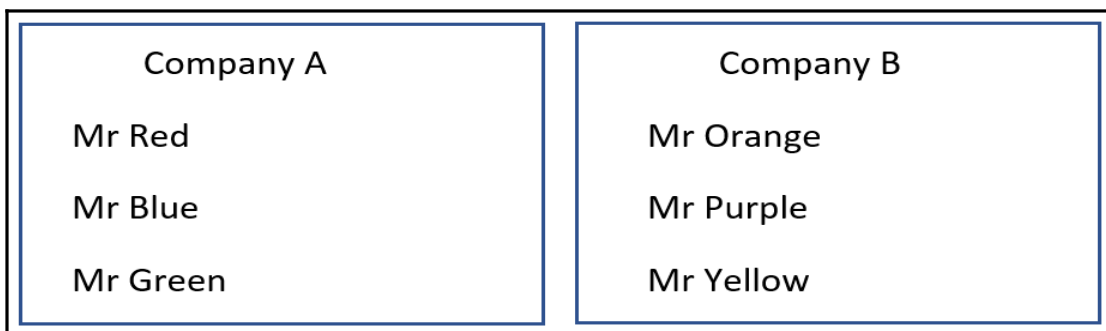 Company A
Mr Red
Mr Blue
Mr Green
Company B
Mr Orange
Mr Purple
Mr Yellow